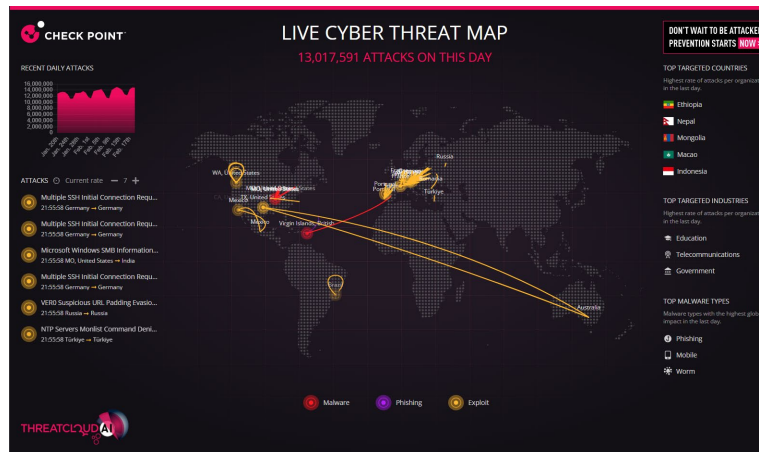 CHECK POINT
LIVE CYBER THREAT MAP
13,017,591 ATTACKS ON THIS DAY
DON'T WAIT TO BE ATTACKED
PREVENTION STARTS NOW
RECENT DAILY ATTACKS
16,000,000
14,000,000
12,000,000
10,000,000
8,000,000
6,000,000
4,000,000
2,000,000
ATTACKS Current rate — 7 +
Multiple SSH Initial Connection Requ...
21:55:58 Germany → Germany
Multiple SSH Initial Connection Requ...
21:55:58 Germany → Germany
Microsoft Windows SMB Information...
21:55:58 MO, United States → India
Multiple SSH Initial Connection Requ...
21:55:58 Germany → Germany
VER0 Suspicious URL Padding Evasio...
21:55:58 Russia → Russia
NTP Servers Monlist Command Deni...
21:55:58 Türkiye → Türkiye
THREATCLOUD AI
WA, United States
Mexico
Mexico
Virgin Islands, British
Brazil
Russia
Türkiye
Australia
Malware
Phishing
Exploit
TOP TARGETED COUNTRIES
Highest rate of attacks per organizat
in the last day.
Ethiopia
Nepal
Mongolia
Macao
Indonesia
TOP TARGETED INDUSTRIES
Highest rate of attacks per organizat
in the last day.
Education
Telecommunications
Government
TOP MALWARE TYPES
Malware types with the highest glob
impact in the last day.
Phishing
Mobile
Worm